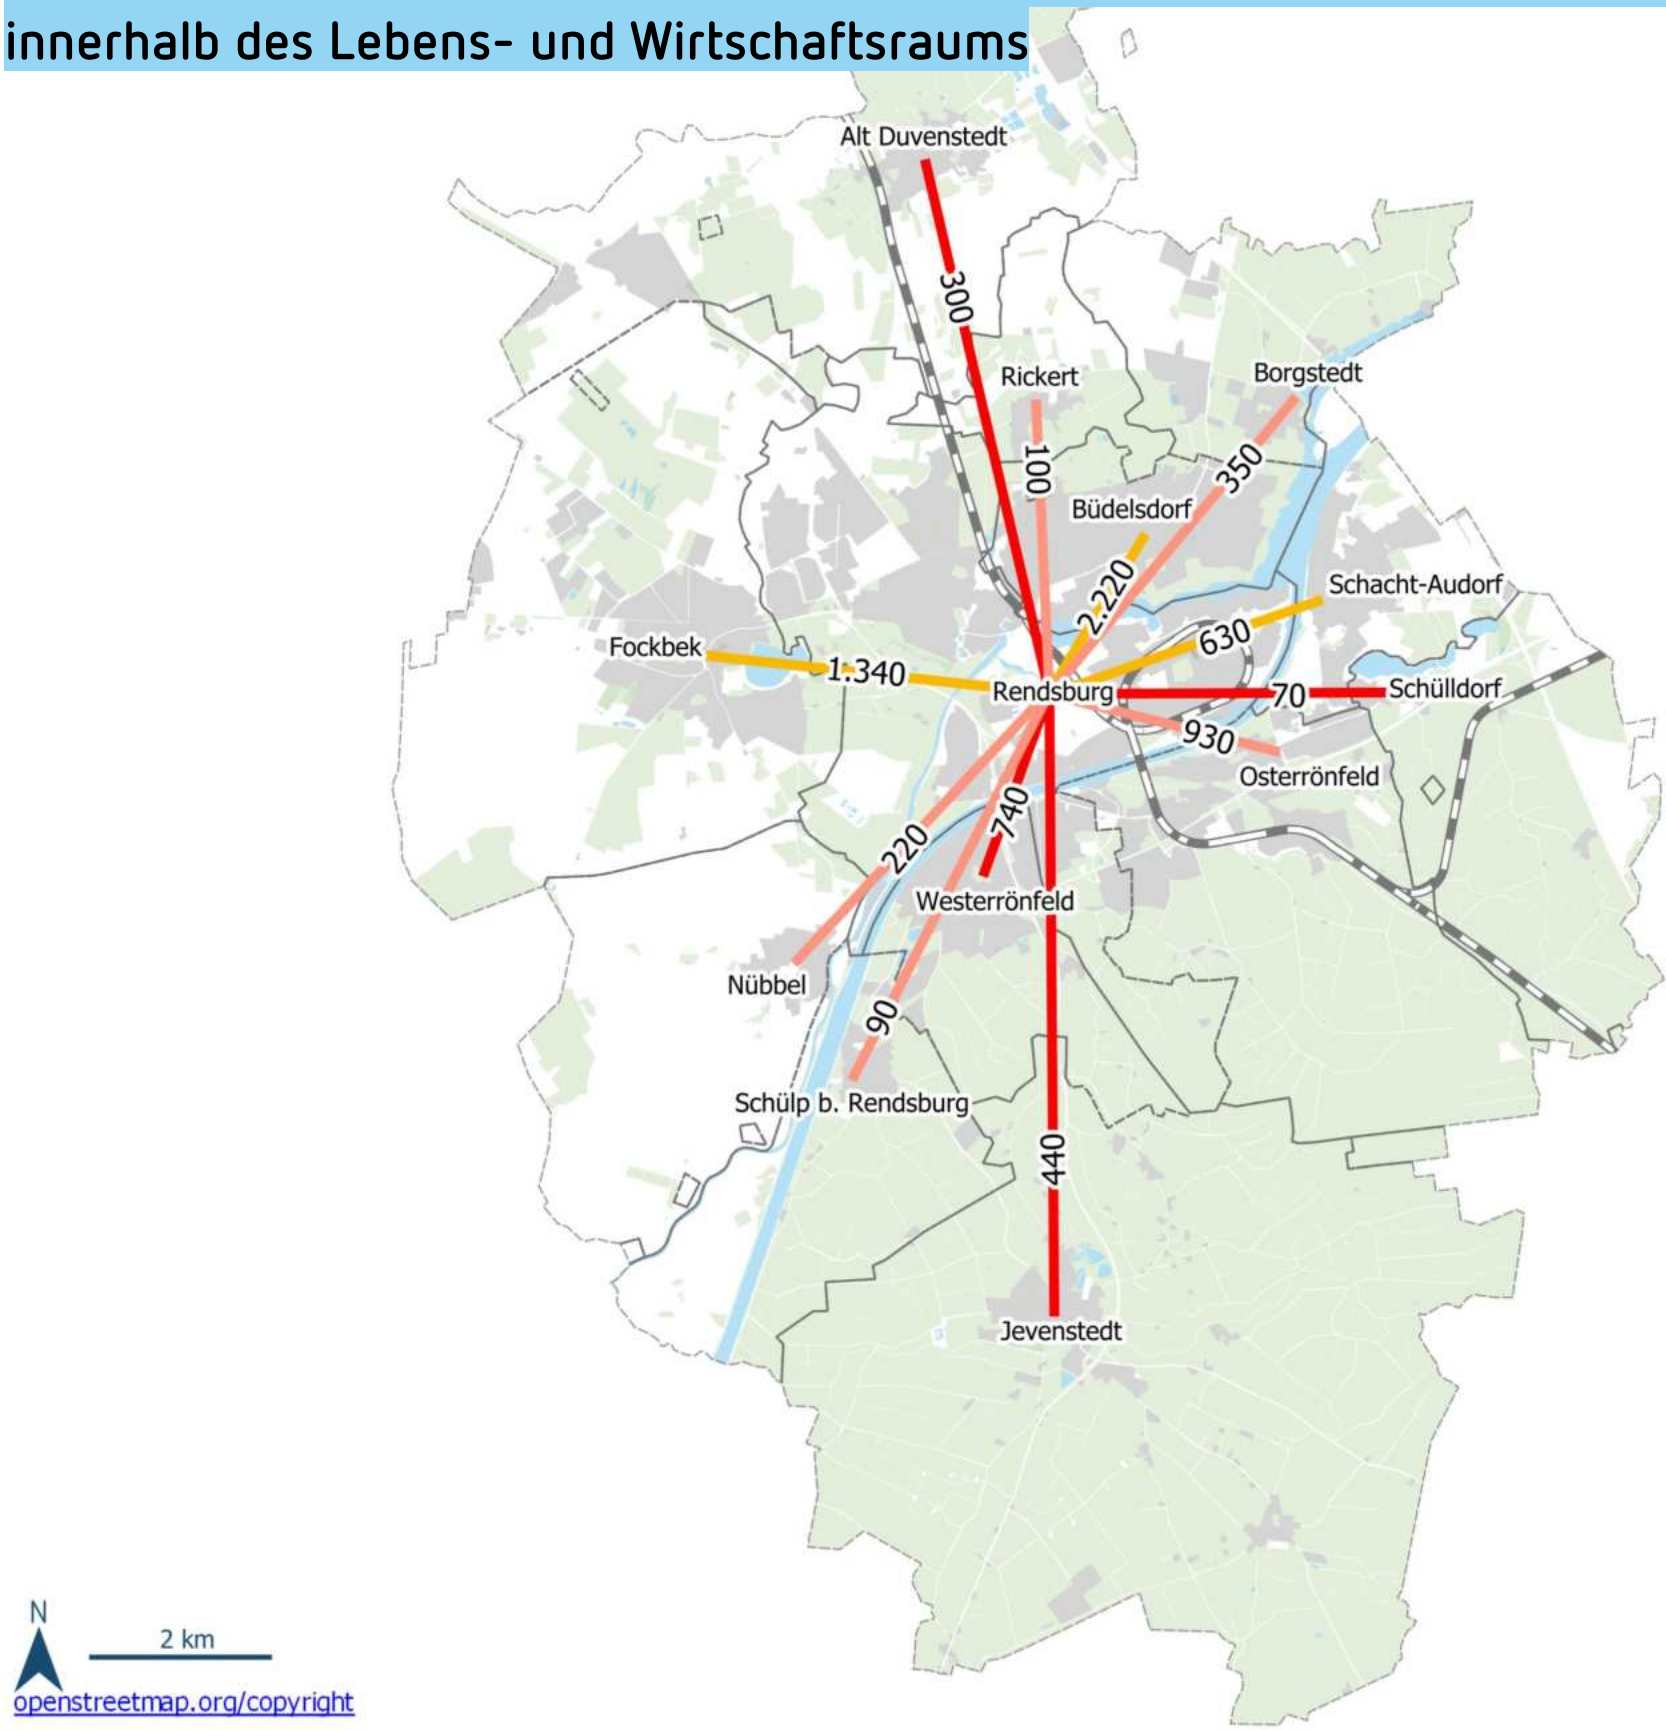 innerhalb des Lebens- und Wirtschaftsraums
Alt Duvenstedt
300
Rickert
Borgstedt
100
350
Büdelsdorf
2.220
Schacht-Audorf
630
Fockbek
1.340
Rendsburg
70
Schülldorf
930
Osterrönfeld
740
220
Westerrönfeld
Nübbel
90
Schülp b. Rendsburg
440
Jevenstedt
N
2 km
openstreetmap.org/copyright